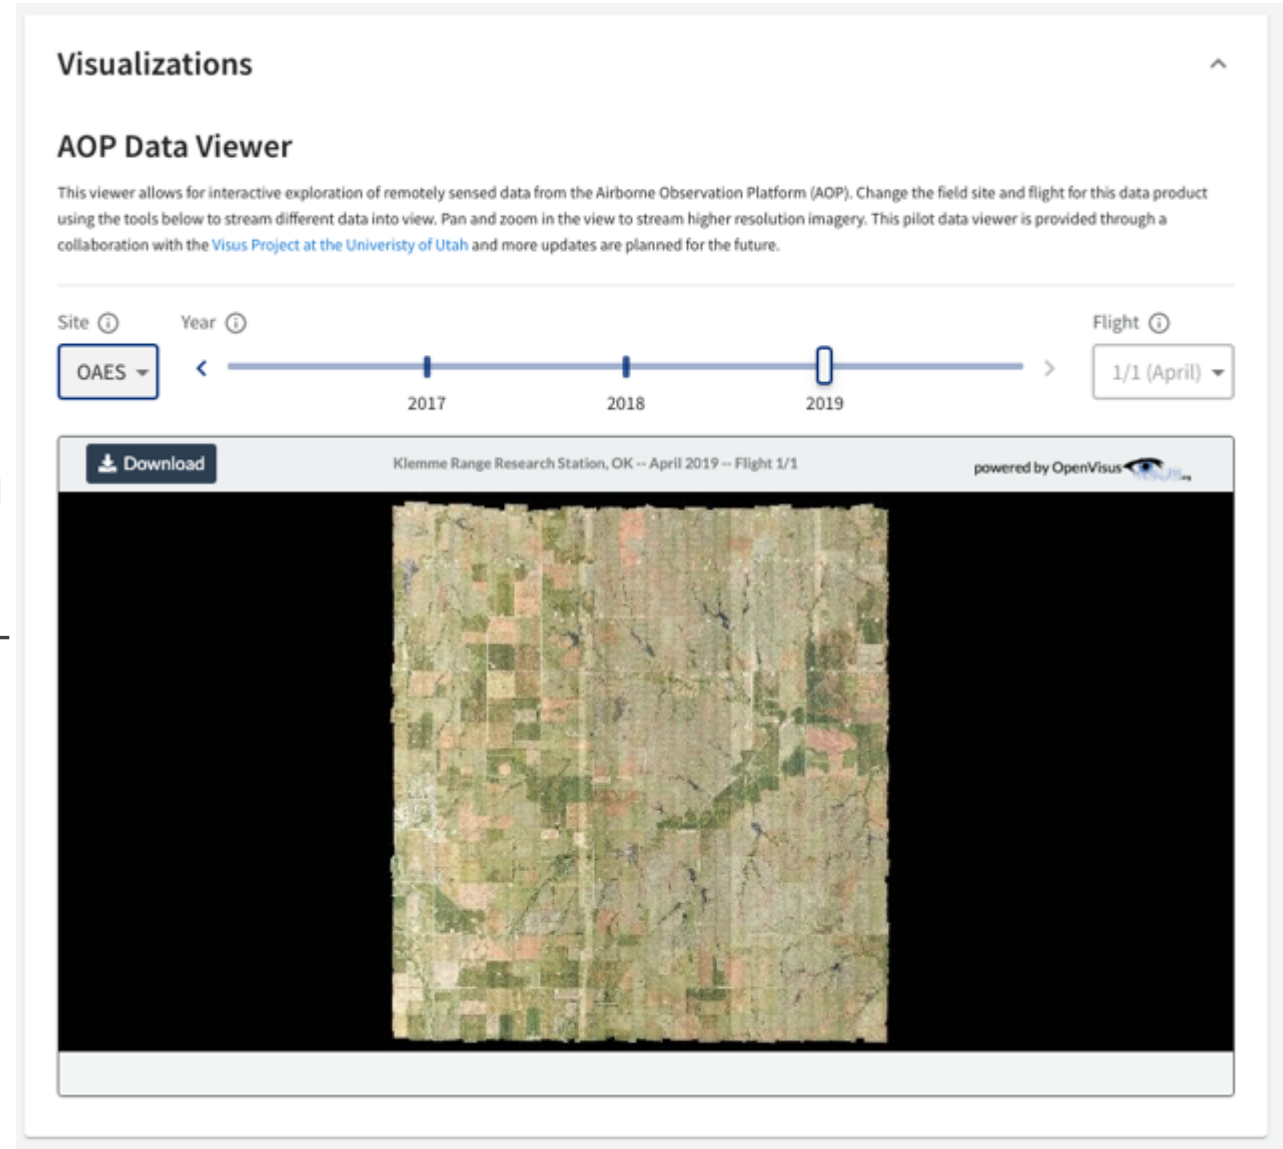 Visualizations
AOP Data Viewer
This viewer allows for interactive exploration of remotely sensed data from the Airborne Observation Platform (AOP). Change the field site and flight for this data product
using the tools below to stream different data into view. Pan and zoom in the view to stream higher resolution imagery. This pilot data viewer is provided through a
collaboration with the Visus Project at the Univeristy of Utah and more updates are planned for the future.
Site Year Flight
OAES 1/1 (April)
2017 2018 2019
Download Klemme Range Research Station, OK -- April 2019 -- Flight 1/1 powered by OpenVisus